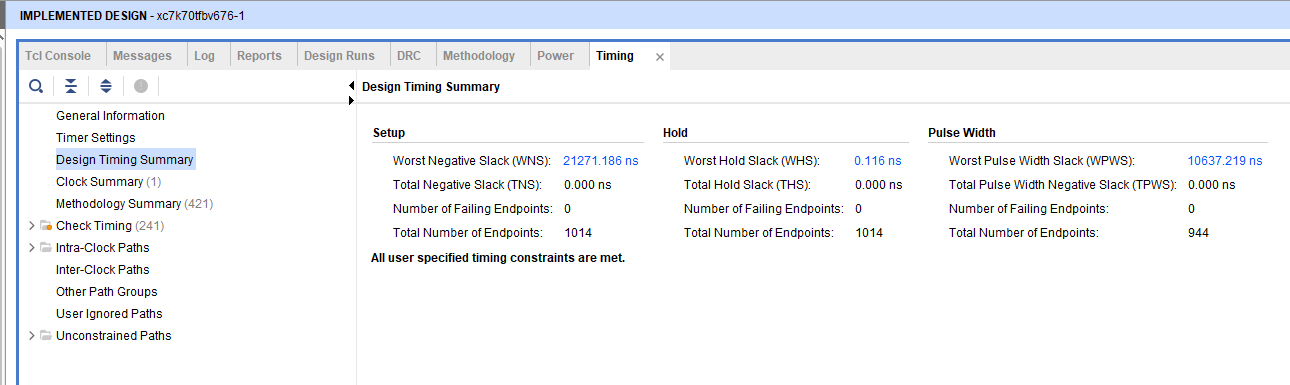 IMPLEMENTED DESIGN - xc7k70tfbv676-1
Tcl Console Messages Log Reports Design Runs DRC Methodology Power Timing
Design Timing Summary
General Information
Timer Settings
Design Timing Summary
Clock Summary (1)
Methodology Summary (421)
Check Timing (241)
Intra-Clock Paths
Inter-Clock Paths
Other Path Groups
User Ignored Paths
Unconstrained Paths
Setup Hold Pulse Width
Worst Negative Slack (WNS): 21271.186 ns Worst Hold Slack (WHS): 0.116 ns Worst Pulse Width Slack (WPWS): 10637.219 ns
Total Negative Slack (TNS): 0.000 ns Total Hold Slack (THS): 0.000 ns Total Pulse Width Negative Slack (TPWS): 0.000 ns
Number of Failing Endpoints: 0 Number of Failing Endpoints: 0 Number of Failing Endpoints: 0
Total Number of Endpoints: 1014 Total Number of Endpoints: 1014 Total Number of Endpoints: 944
All user specified timing constraints are met.